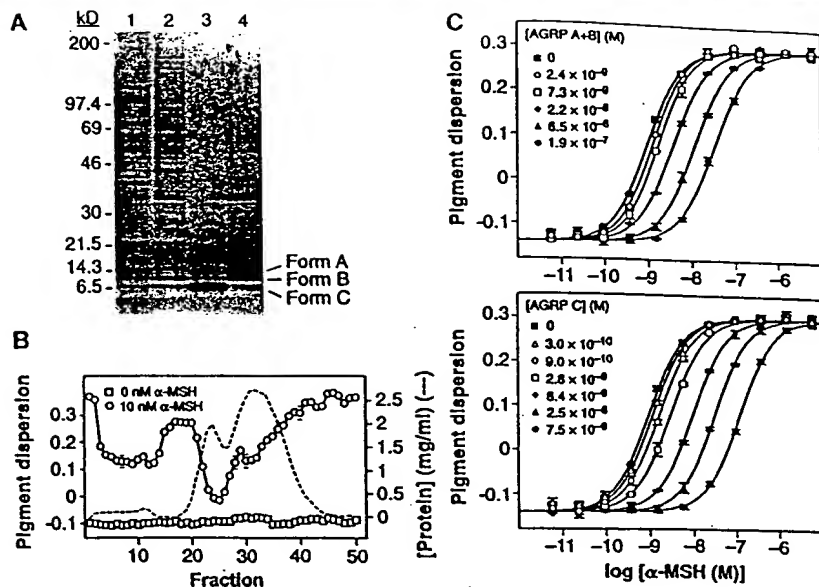 A
kD
1 2 3 4
200
97.4
69
46
30
21.5
14.3
6.5
Form A
Form B
Form C
B
0 nM α-MSH
10 nM α-MSH
Pigment dispersion
0.3
0.2
0.1
0
-0.1
2.5
2
1.5
1
0.5
0
[Protein] (mg/ml) (---)
10 20 30 40 50
Fraction
C
[AGRP A+B] (M)
0
2.4 × 10⁻⁹
7.3 × 10⁻⁹
2.2 × 10⁻⁸
6.5 × 10⁻⁸
1.9 × 10⁻⁷
Pigment dispersion
0.3
0.2
0.1
0
-0.1
-11 -10 -9 -8 -7 -6
[AGRP C] (M)
0
3.0 × 10⁻¹⁰
9.0 × 10⁻¹⁰
2.8 × 10⁻⁹
8.4 × 10⁻⁹
2.5 × 10⁻⁸
7.5 × 10⁻⁸
Pigment dispersion
0.3
0.2
0.1
0
-0.1
-11 -10 -9 -8 -7 -6
log [α-MSH (M)]